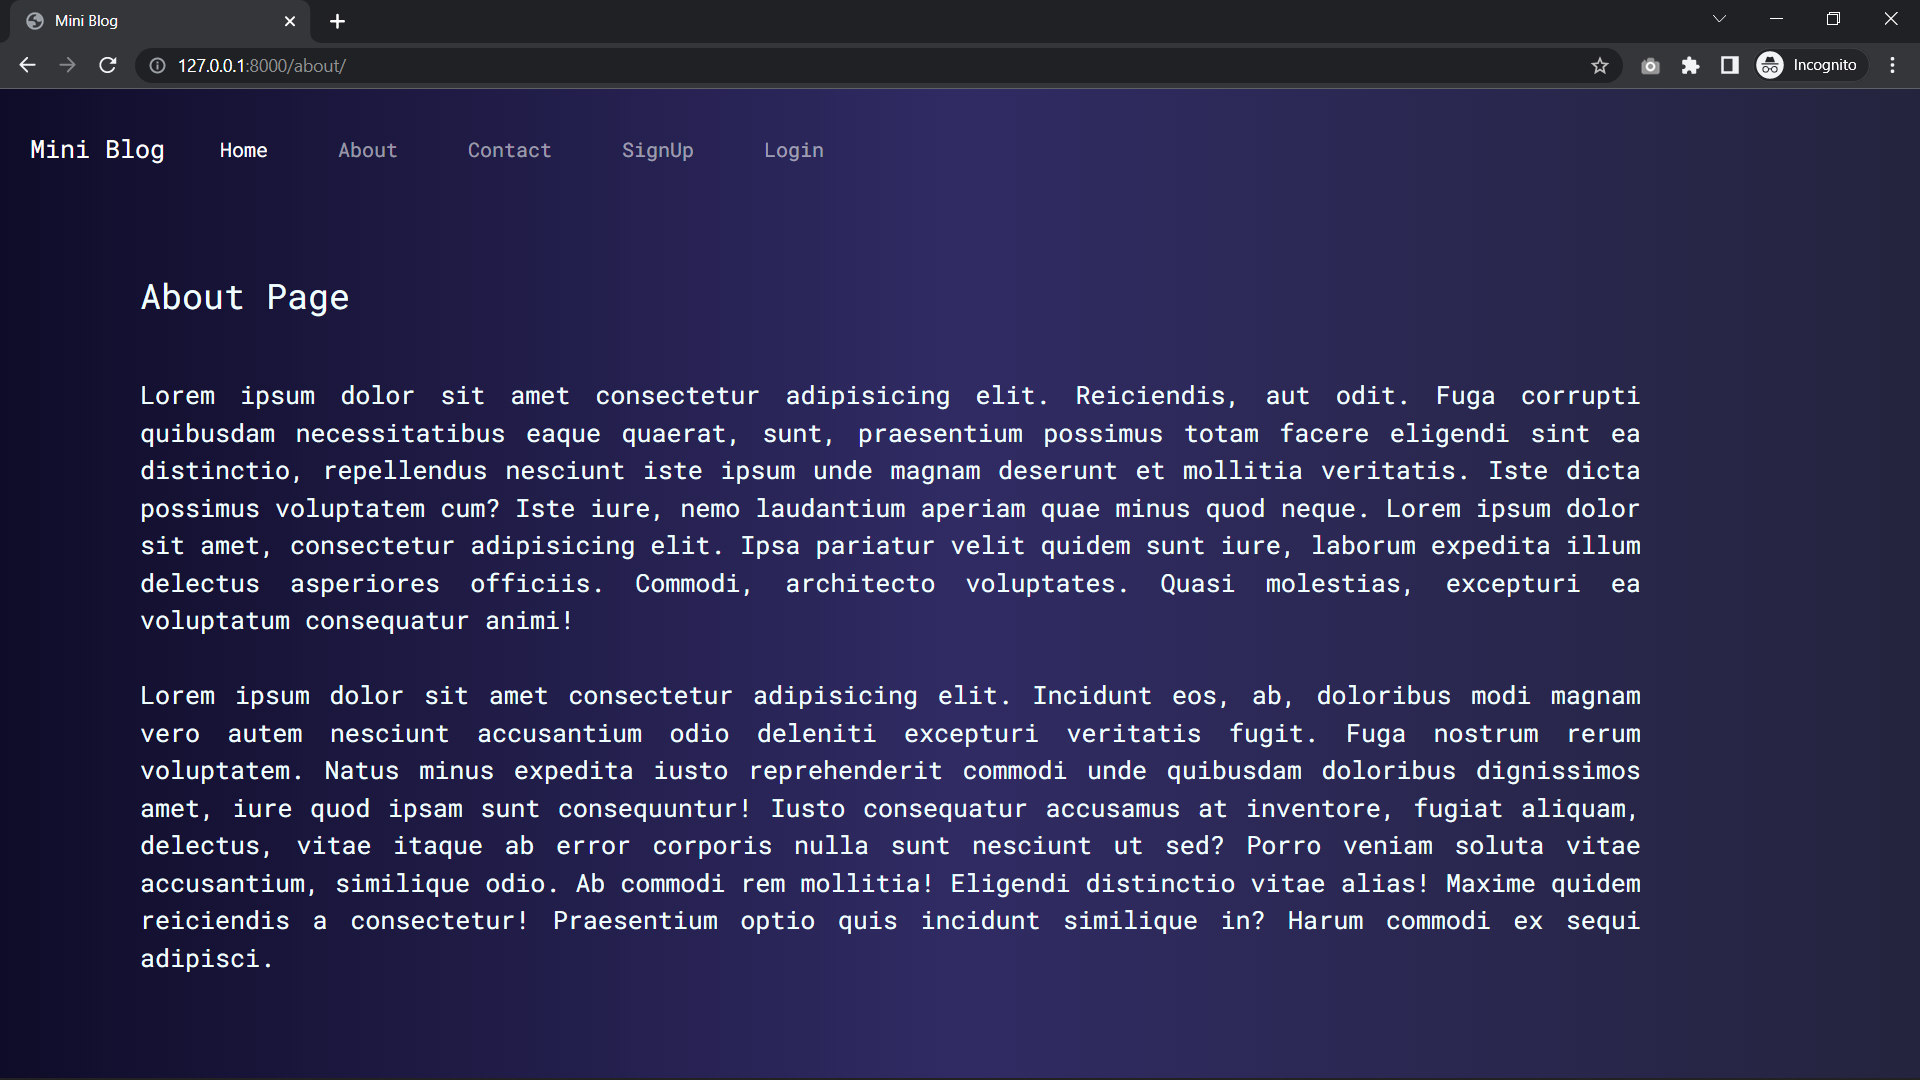 Mini Blog
127.0.0.1:8000/about/
Incognito
Mini Blog Home About Contact SignUp Login
About Page
Lorem ipsum dolor sit amet consectetur adipisicing elit. Reiciendis, aut odit. Fuga corrupti
quibusdam necessitatibus eaque quaerat, sunt, praesentium possimus totam facere eligendi sint ea
distinctio, repellendus nesciunt iste ipsum unde magnam deserunt et mollitia veritatis. Iste dicta
possimus voluptatem cum? Iste iure, nemo laudantium aperiam quae minus quod neque. Lorem ipsum dolor
sit amet, consectetur adipisicing elit. Ipsa pariatur velit quidem sunt iure, laborum expedita illum
delectus asperiores officiis. Commodi, architecto voluptates. Quasi molestias, excepturi ea
voluptatum consequatur animi!
Lorem ipsum dolor sit amet consectetur adipisicing elit. Incidunt eos, ab, doloribus modi magnam
vero autem nesciunt accusantium odio deleniti excepturi veritatis fugit. Fuga nostrum rerum
voluptatem. Natus minus expedita iusto reprehenderit commodi unde quibusdam doloribus dignissimos
amet, iure quod ipsam sunt consequuntur! Iusto consequatur accusamus at inventore, fugiat aliquam,
delectus, vitae itaque ab error corporis nulla sunt nesciunt ut sed? Porro veniam soluta vitae
accusantium, similique odio. Ab commodi rem mollitia! Eligendi distinctio vitae alias! Maxime quidem
reiciendis a consectetur! Praesentium optio quis incidunt similique in? Harum commodi ex sequi
adipisci.